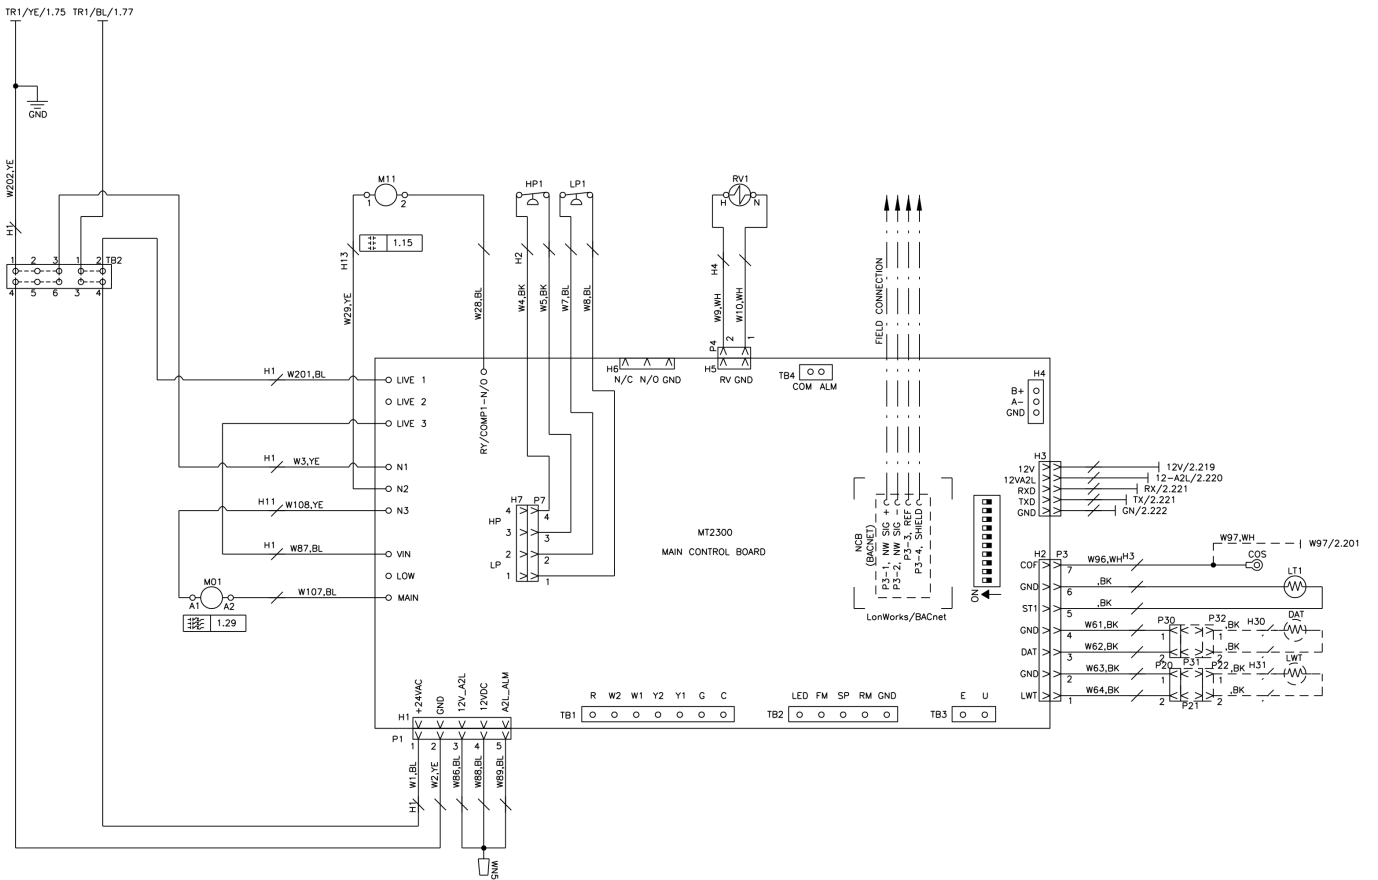 TR1/YE/1.75 TR1/BL/1.77
GND
W202,YE
H1
1 2 3 1 2 TB2
4 5 6 3 4
M11
1 2
1.15
H13
W29,YE
W28,BL
HP1 LP1
H2
W4,BK
W5,BK
W7,BL
W8,BL
RV1
H N
H4
W9,WH
W10,WH
P4 2 1
H5
RV GND
H6
N/C N/O GND
TB4
COM ALM
FIELD CONNECTION
H4
B+
A-
GND
H1 W201,BL LIVE 1
LIVE 2
LIVE 3
H1 W3,YE N1
N2
H11 W108,YE N3
H1 W87,BL VIN
LOW
W107,BL MAIN
M01
A1 A2
1.29
RY/COMP1-N/O
H7 P7
4 4
HP
3 3
2 2
LP
1 1
MT2300
MAIN CONTROL BOARD
NCB
(BACNET)
P3-1, NW SIG +
P3-2, NW SIG -
P3-3, REF
P3-4, SHIELD
LonWorks/BACnet
ON
H3
12V 12V/2.219
12VA2L 12-A2L/2.220
RXD RX/2.221
TXD TX/2.221
GND GN/2.222
W97,WH W97/2.201
H2 P3
COF 7 W96,WH H3 COS
GND 6 ,BK LT1
ST1 5 ,BK
GND 4 W61,BK P30 1 P32 1 ,BK H30 DAT
DAT 3 W62,BK 2 P31 2 ,BK
GND 2 W63,BK P20 1 P22 1 ,BK H31 LWT
LWT 1 W64,BK 2 P21 2 ,BK
+24VAC
GND
12V_A2L
12VDC
A2L_ALM
H1
P1
1 2 3 4 5
W1,BL
W2,YE
W86,BL
W88,BL
W89,BL
H1
WN5
R W2 W1 Y2 Y1 G C
TB1
LED FM SP RM GND
TB2
E U
TB3